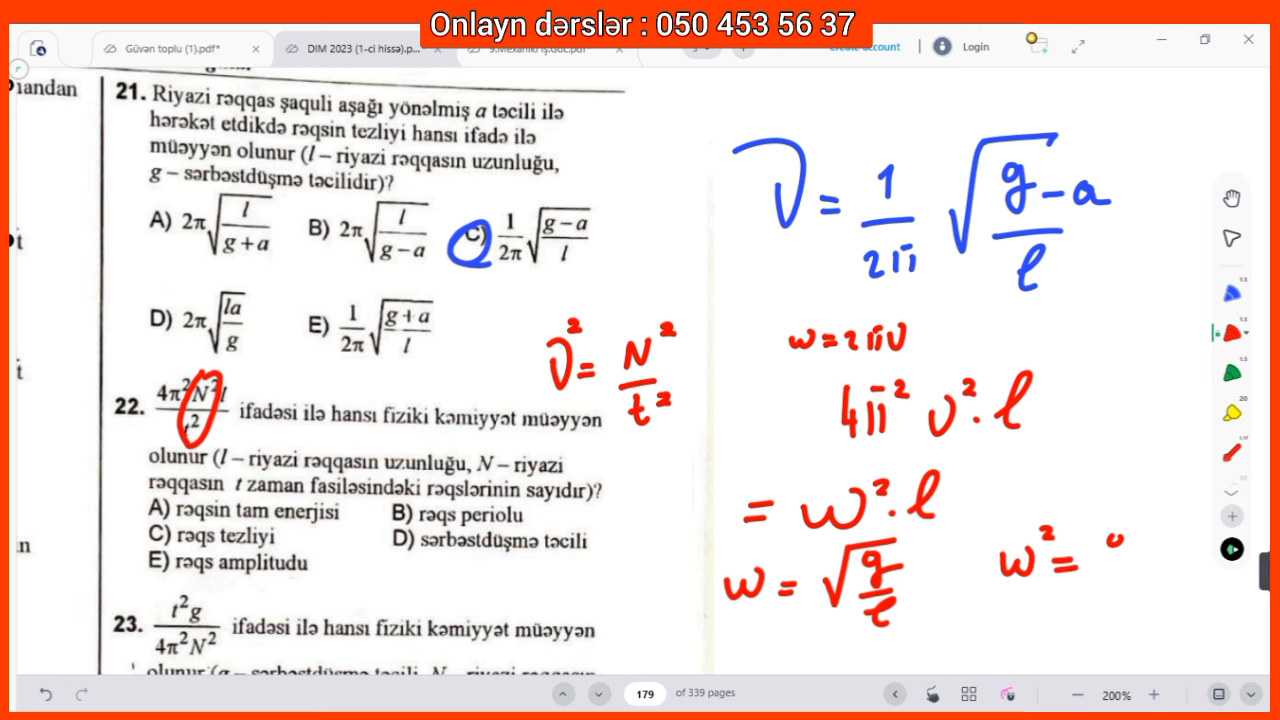 Onlayn dərslər : 050 453 56 37
Güvən toplu (1).pdf*
DIM 2023 (1-ci hissə).p...
Create account
Login
21. Riyazi rəqqas şaquli aşağı yönəlmiş a təcili ilə
hərəkət etdikdə rəqsin tezliyi hansı ifadə ilə
müəyyən olunur (l – riyazi rəqqasın uzunluğu,
g – sərbəstdüşmə təcilidir)?
A) 2π√(l/(g+a)) B) 2π√(l/(g−a)) C) 1/2π √((g−a)/l)
D) 2π√(la/g) E) 1/2π √((g+a)/l)
22. 4π²N²l/t² ifadəsi ilə hansı fiziki kəmiyyət müəyyən
olunur (l – riyazi rəqqasın uzunluğu, N – riyazi
rəqqasın t zaman fasiləsindəki rəqslərinin sayıdır)?
A) rəqsin tam enerjisi B) rəqs periolu
C) rəqs tezliyi D) sərbəstdüşmə təcili
E) rəqs amplitudu
23. t²g/4π²N² ifadəsi ilə hansı fiziki kəmiyyət müəyyən
ν = 1/2π √((g−a)/l)
ν² = N²/t²
ω = 2πν
4π² ν² · l
= ω² · l
ω = √(g/l)
ω² =
179 of 339 pages
200%